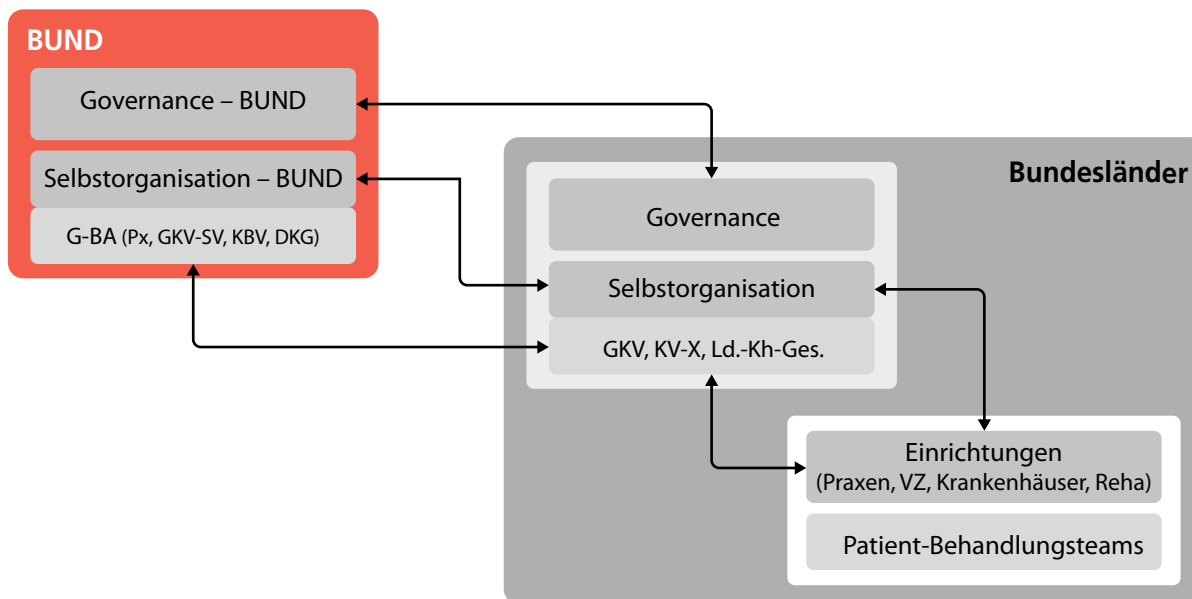 BUND
Governance – BUND
Selbstorganisation – BUND
G-BA (Px, GKV-SV, KBV, DKG)
Bundesländer
Governance
Selbstorganisation
GKV, KV-X, Ld.-Kh-Ges.
Einrichtungen
(Praxen, VZ, Krankenhäuser, Reha)
Patient-Behandlungsteams